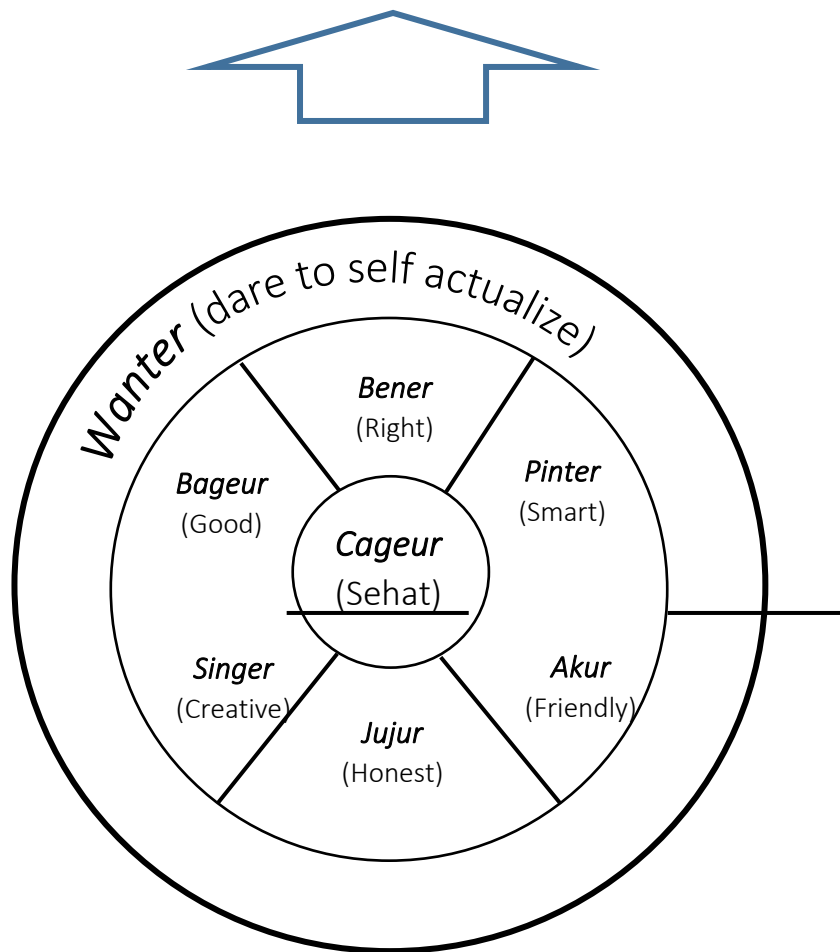 Wanter (dare to self actualize)
Bener
(Right)
Bageur
(Good)
Pinter
(Smart)
Cageur
(Sehat)
Singer
(Creative)
Akur
(Friendly)
Jujur
(Honest)